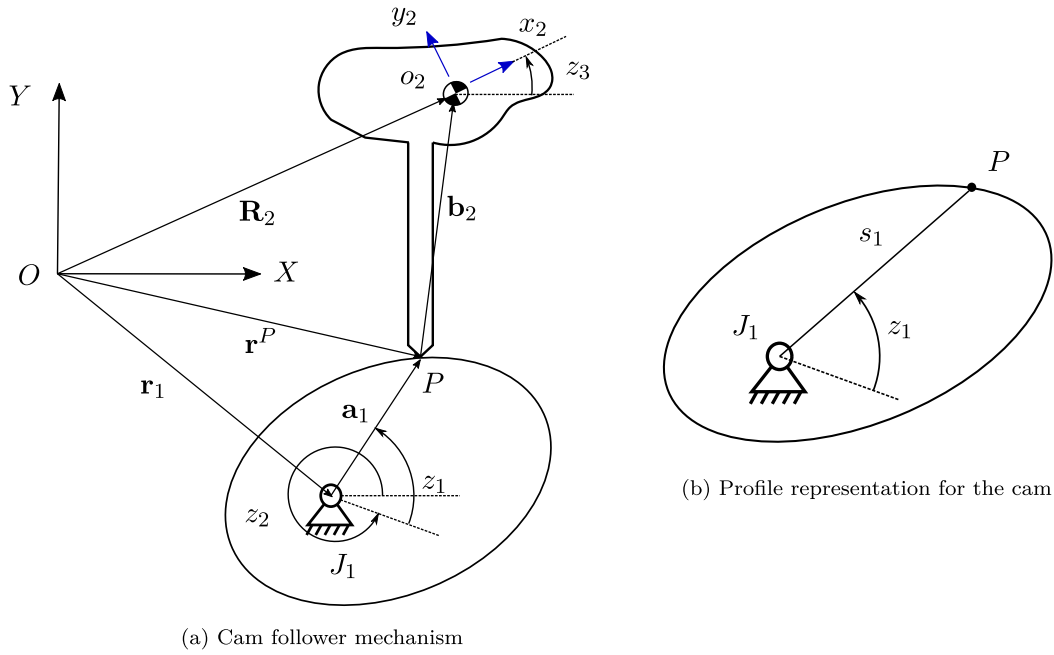 y₂
x₂
o₂
z₃
Y
P
b₂
s₁
R₂
O
X
J₁
z₁
rᴾ
r₁
P
a₁
z₁
z₂
J₁
(b) Profile representation for the cam
(a) Cam follower mechanism